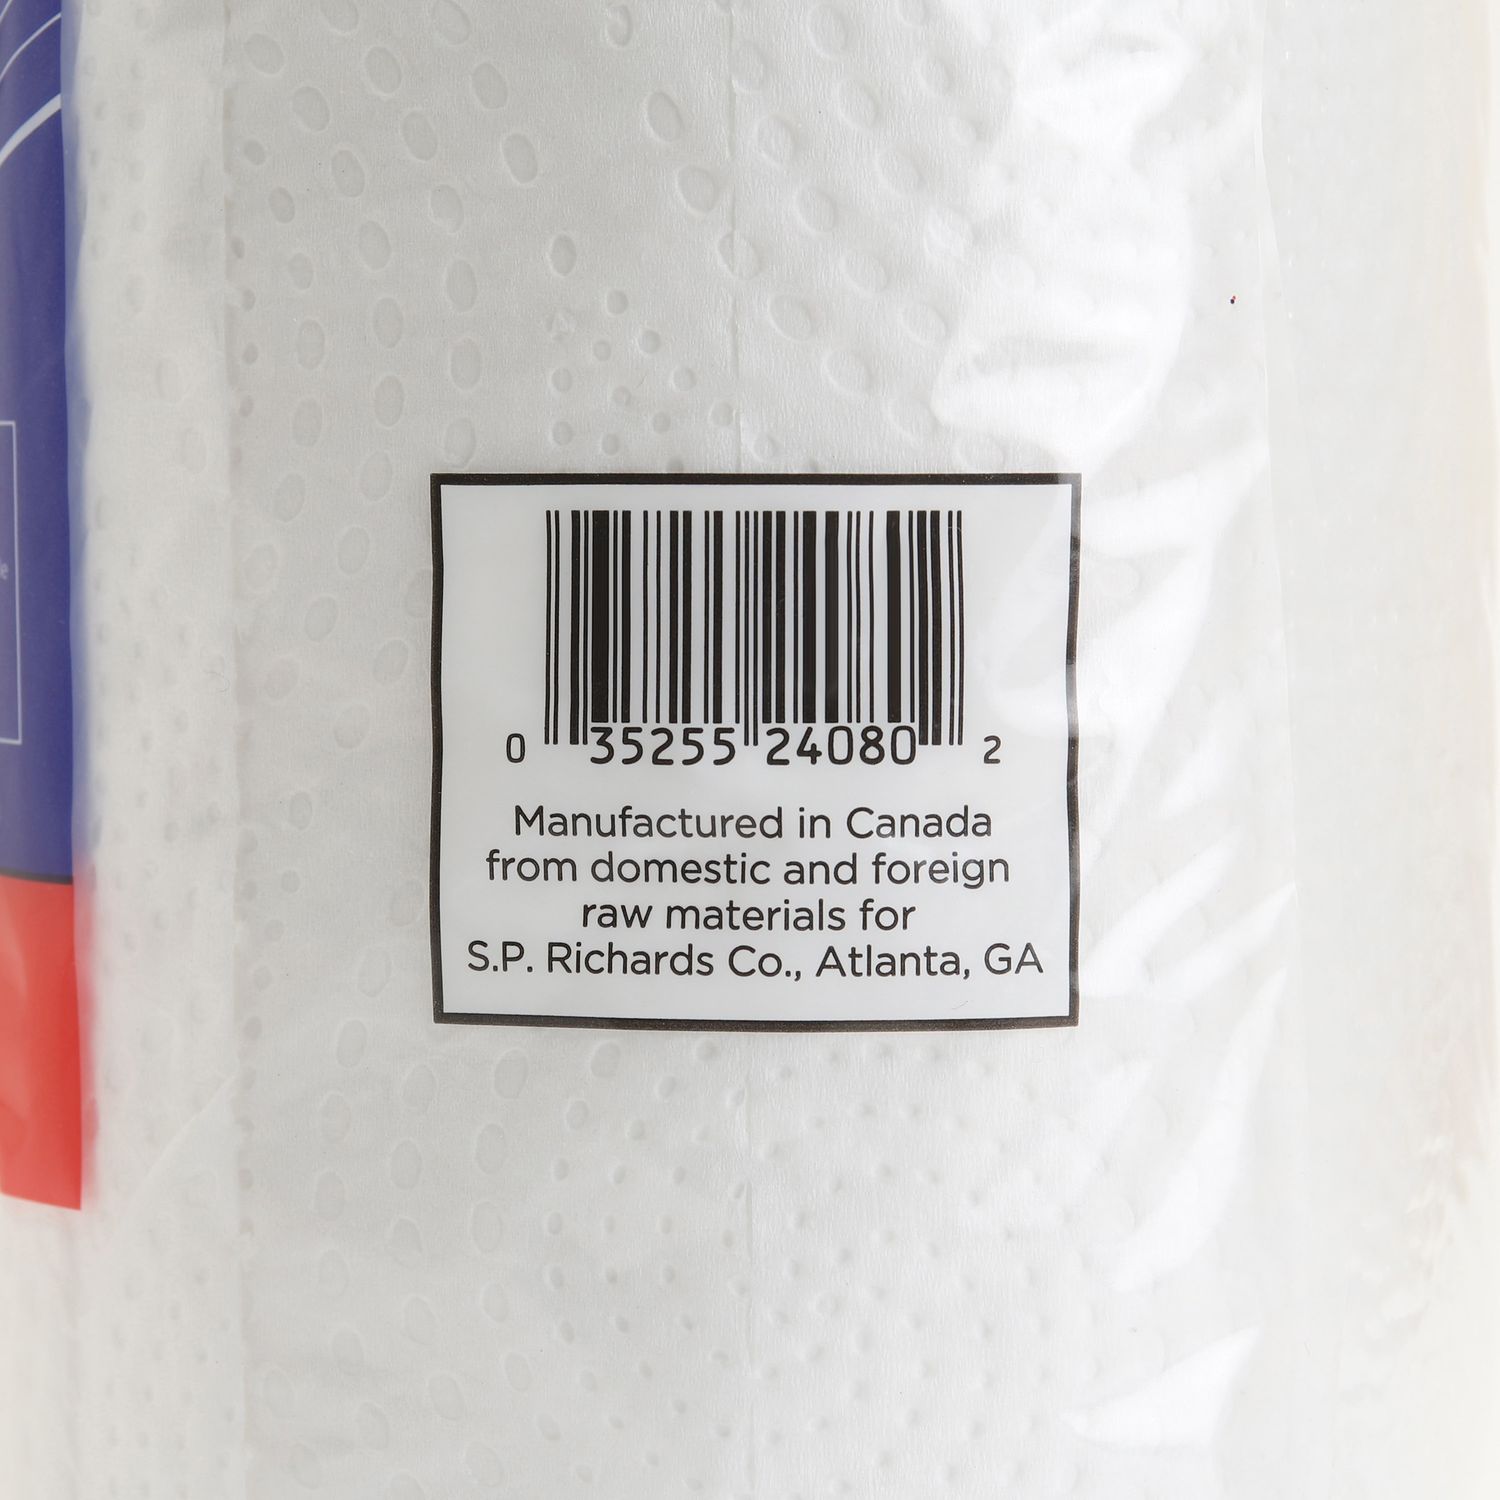 0 35255 24080 2
Manufactured in Canada
from domestic and foreign
raw materials for
S.P. Richards Co., Atlanta, GA